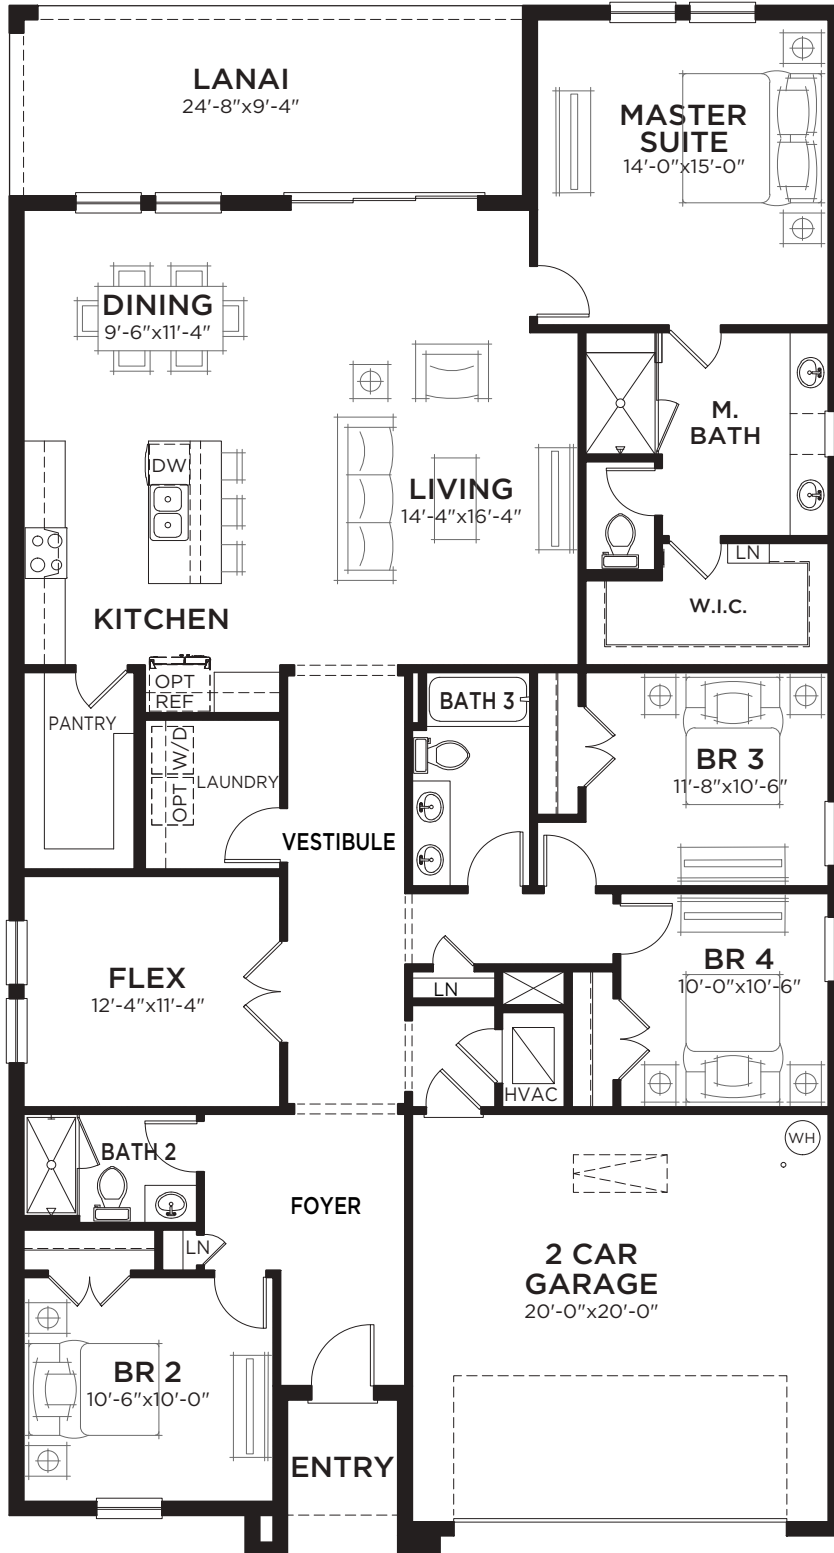 LANAI
24'-8"x9'-4"
MASTER
SUITE
14'-0"x15'-0"
DINING
9'-6"x11'-4"
M.
BATH
DW
LIVING
14'-4"x16'-4"
LN
W.I.C.
KITCHEN
OPT
REF
BATH 3
PANTRY
OPT W/D
LAUNDRY
BR 3
11'-8"x10'-6"
VESTIBULE
FLEX
12'-4"x11'-4"
LN
BR 4
10'-0"x10'-6"
HVAC
WH
BATH 2
FOYER
LN
2 CAR
GARAGE
20'-0"x20'-0"
BR 2
10'-6"x10'-0"
ENTRY